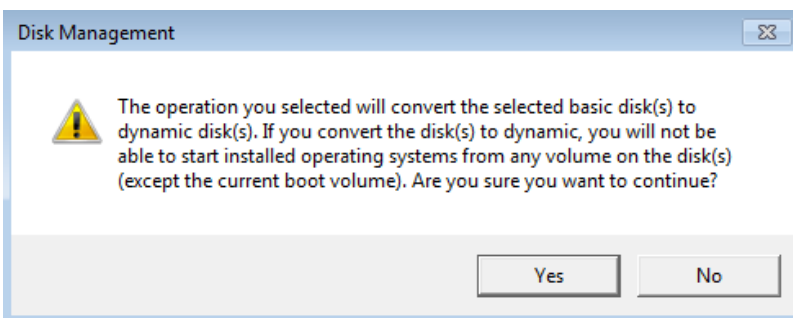 Disk Management
The operation you selected will convert the selected basic disk(s) to
dynamic disk(s). If you convert the disk(s) to dynamic, you will not be
able to start installed operating systems from any volume on the disk(s)
(except the current boot volume). Are you sure you want to continue?
Yes No